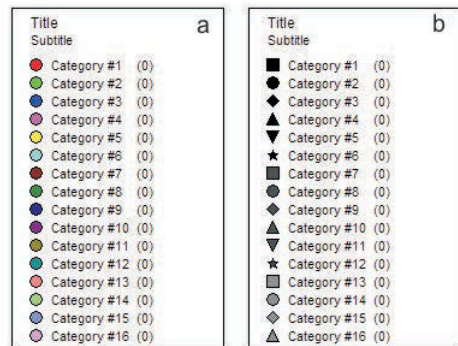 Title
a
Subtitle
Category #1 (0)
Category #2 (0)
Category #3 (0)
Category #4 (0)
Category #5 (0)
Category #6 (0)
Category #7 (0)
Category #8 (0)
Category #9 (0)
Category #10 (0)
Category #11 (0)
Category #12 (0)
Category #13 (0)
Category #14 (0)
Category #15 (0)
Category #16 (0)
Title
b
Subtitle
Category #1 (0)
Category #2 (0)
Category #3 (0)
Category #4 (0)
Category #5 (0)
Category #6 (0)
Category #7 (0)
Category #8 (0)
Category #9 (0)
Category #10 (0)
Category #11 (0)
Category #12 (0)
Category #13 (0)
Category #14 (0)
Category #15 (0)
Category #16 (0)